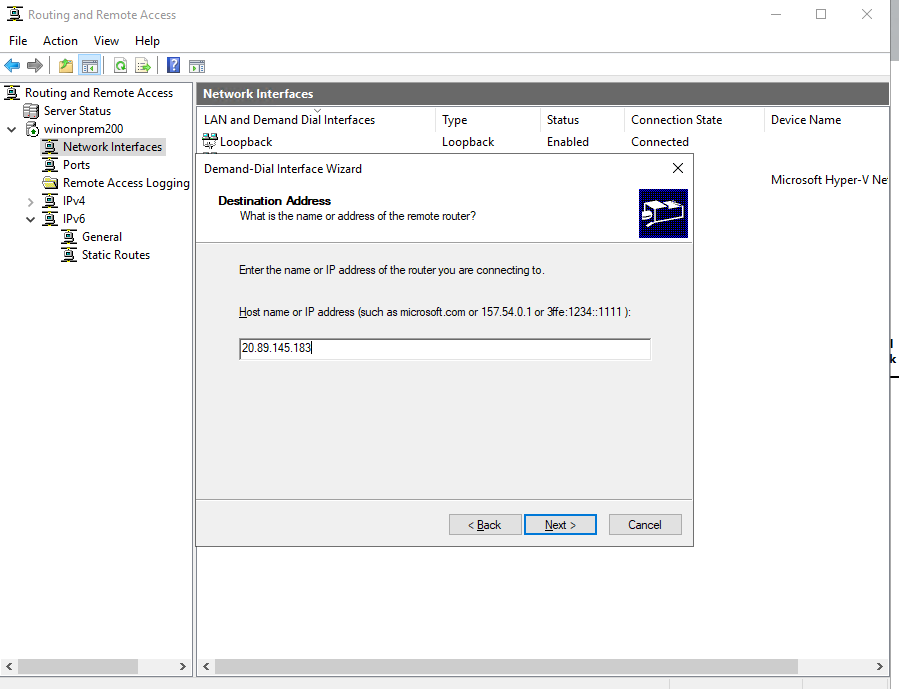 Routing and Remote Access
File Action View Help
Routing and Remote Access
Server Status
winonprem200
Network Interfaces
Ports
Remote Access Logging
IPv4
IPv6
General
Static Routes
Network Interfaces
LAN and Demand Dial Interfaces Type Status Connection State Device Name
Loopback Loopback Enabled Connected
Microsoft Hyper-V Ne
Demand-Dial Interface Wizard
Destination Address
What is the name or address of the remote router?
Enter the name or IP address of the router you are connecting to.
Host name or IP address (such as microsoft.com or 157.54.0.1 or 3ffe:1234::1111 ):
20.89.145.183
< Back Next > Cancel